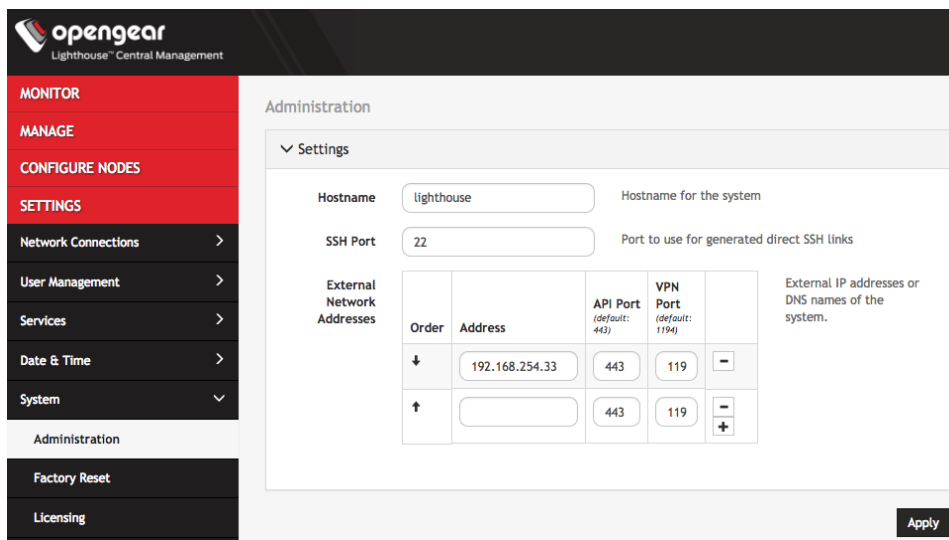 opengear
Lighthouse™ Central Management
MONITOR
MANAGE
CONFIGURE NODES
SETTINGS
Network Connections
User Management
Services
Date & Time
System
Administration
Factory Reset
Licensing
Administration
Settings
Hostname
lighthouse
Hostname for the system
SSH Port
22
Port to use for generated direct SSH links
External
Network
Addresses
Order
Address
API Port
(default:
443)
VPN
Port
(default:
1194)
External IP addresses or
DNS names of the
system.
192.168.254.33
443
119
443
119
Apply